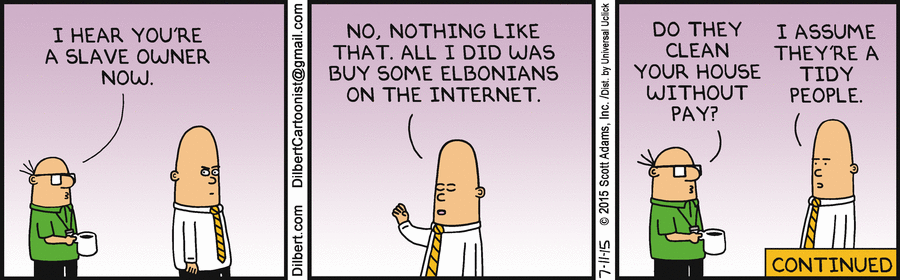 I HEAR YOU'RE
A SLAVE OWNER
NOW.
Dilbert.com DilbertCartoonist@gmail.com
NO, NOTHING LIKE
THAT. ALL I DID WAS
BUY SOME ELBONIANS
ON THE INTERNET.
7-11-15 © 2015 Scott Adams, Inc. /Dist. by Universal Uclick
DO THEY
CLEAN
YOUR HOUSE
WITHOUT
PAY?
I ASSUME
THEY'RE A
TIDY
PEOPLE.
CONTINUED